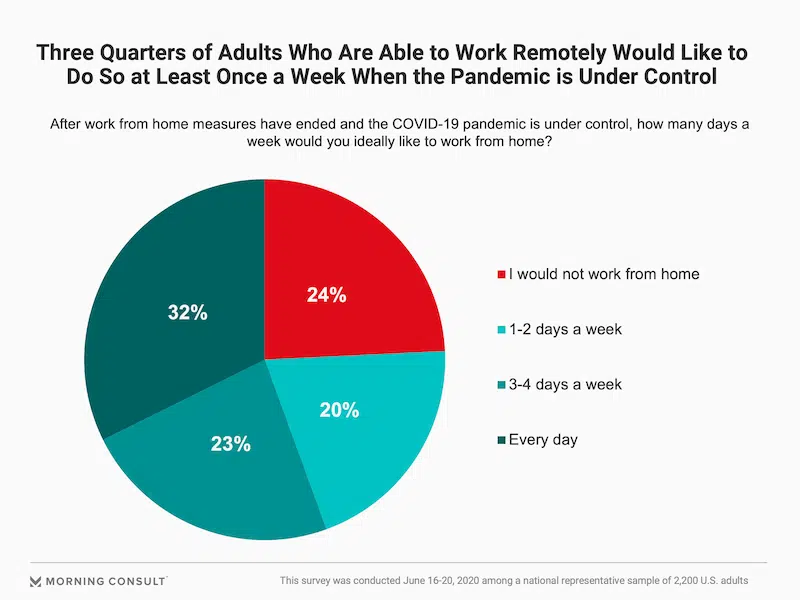 Three Quarters of Adults Who Are Able to Work Remotely Would Like to
Do So at Least Once a Week When the Pandemic is Under Control
After work from home measures have ended and the COVID-19 pandemic is under control, how many days a
week would you ideally like to work from home?
32%
24%
20%
23%
I would not work from home
1-2 days a week
3-4 days a week
Every day
MORNING CONSULT
This survey was conducted June 16-20, 2020 among a national representative sample of 2,200 U.S. adults